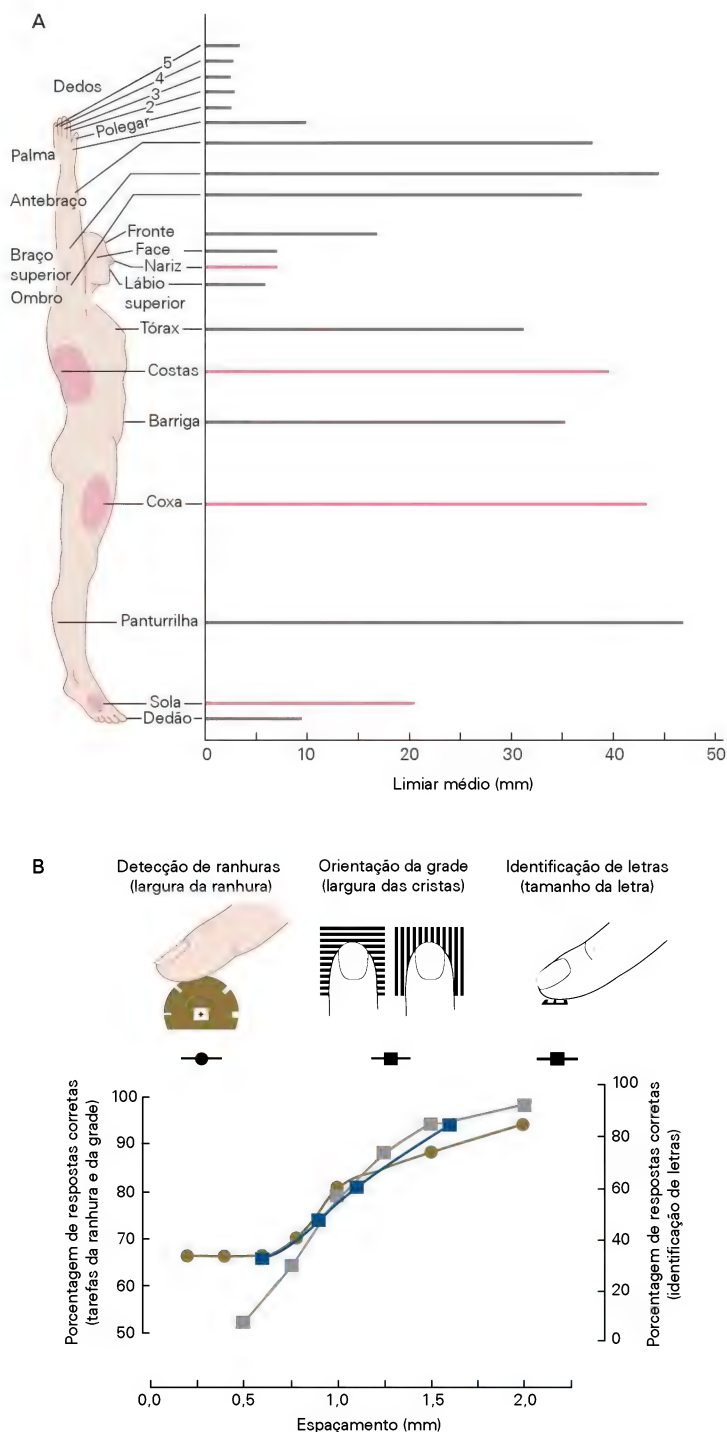 A
Dedos
5
4
3
2
Polegar
Palma
Antebraço
Braço
superior
Ombro
Fronte
Face
Nariz
Lábio
superior
Tórax
Costas
Barriga
Coxa
Panturrilha
Sola
Dedão
0 10 20 30 40 50
Limiar médio (mm)
B
Detecção de ranhuras
(largura da ranhura)
Orientação da grade
(largura das cristas)
Identificação de letras
(tamanho da letra)
Porcentagem de respostas corretas
(tarefas da ranhura e da grade)
100
90
80
70
60
50
100
80
60
40
20
0
Porcentagem de respostas corretas
(identificação de letras)
0,0 0,5 1,0 1,5 2,0
Espaçamento (mm)